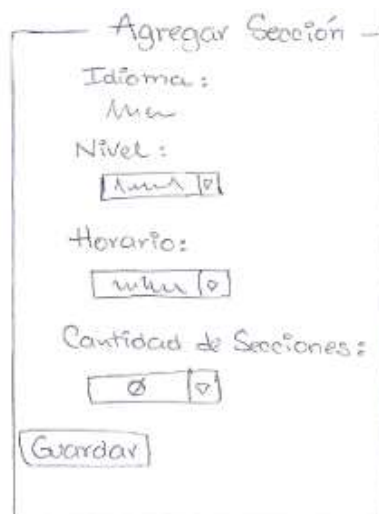 Agregar Sección
Idioma:
Nivel:
Horario:
Cantidad de Secciones:
Ø
Guardar